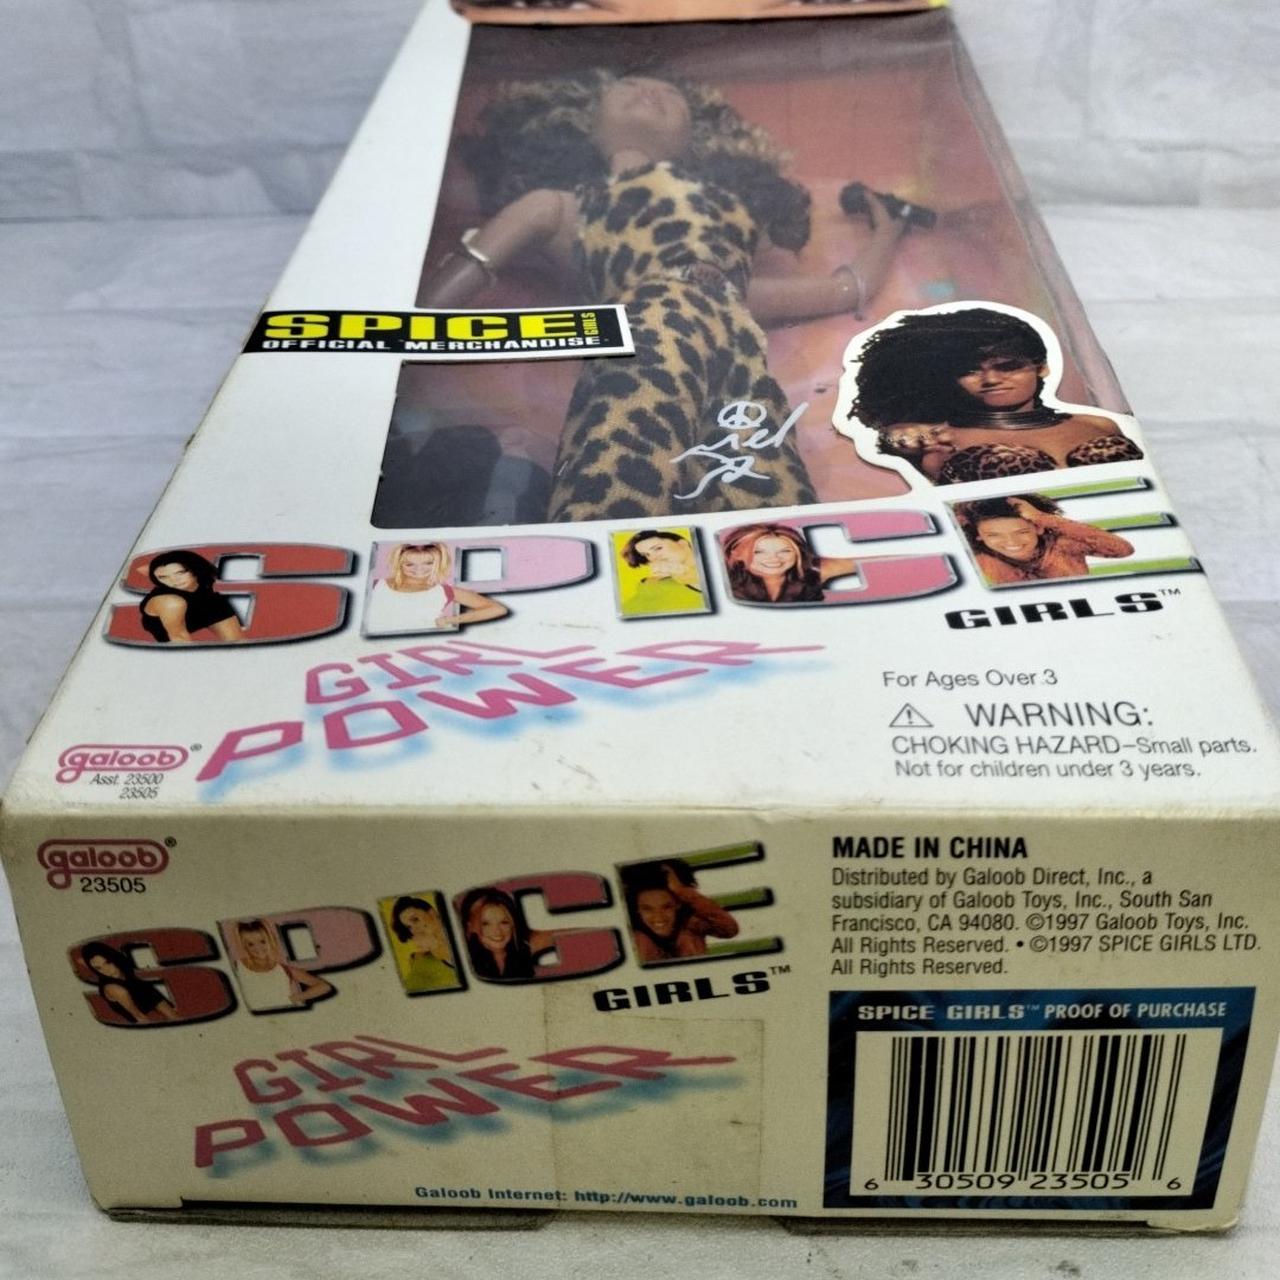 SPICE GIRLS
OFFICIAL MERCHANDISE
mel
SPICE
GIRLS™
GIRL
POWER
galoob®
Asst. 23500
23505
For Ages Over 3
⚠ WARNING:
CHOKING HAZARD–Small parts.
Not for children under 3 years.
galoob®
23505
SPICE
GIRLS™
GIRL
POWER
Galoob Internet: http://www.galoob.com
MADE IN CHINA
Distributed by Galoob Direct, Inc., a
subsidiary of Galoob Toys, Inc., South San
Francisco, CA 94080. ©1997 Galoob Toys, Inc.
All Rights Reserved. • ©1997 SPICE GIRLS LTD.
All Rights Reserved.
SPICE GIRLS™ PROOF OF PURCHASE
6 30509 23505 6